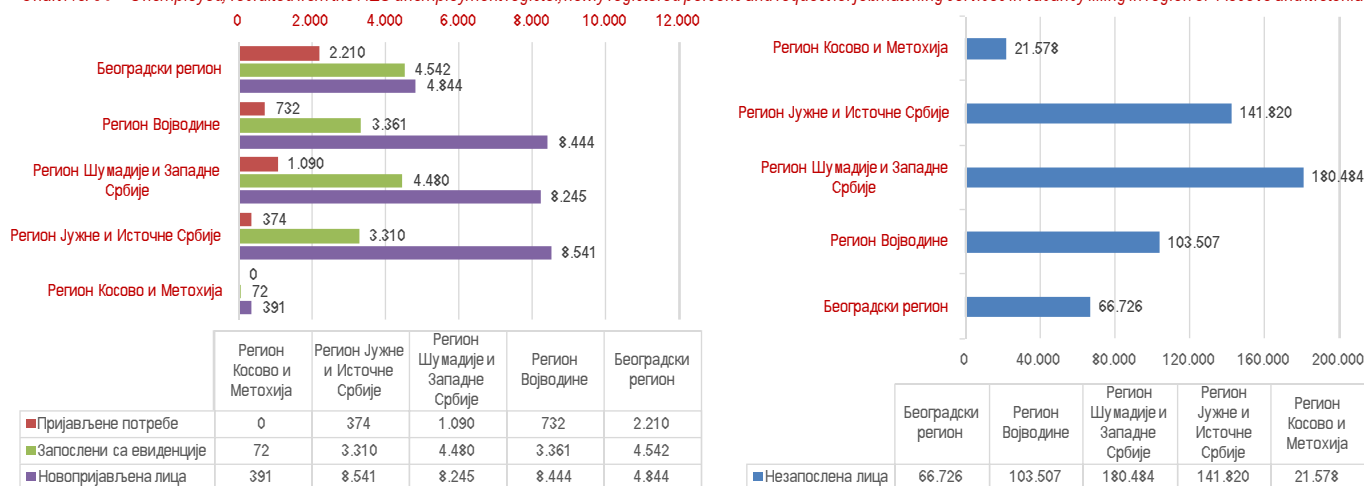 0 2.000 4.000 6.000 8.000 10.000 12.000
Београдски регион
2.210
4.542
4.844
Регион Војводине
732
3.361
8.444
Регион Шумадије и Западне
Србије
1.090
4.480
8.245
Регион Јужне и Источне Србије
374
3.310
8.541
Регион Косово и Метохија
0
72
391
Регион Косово и Метохија
Регион Јужне и Источне Србије
Регион Шумадије и Западне Србије
Регион Војводине
Београдски регион
Пријављене потребе 0 374 1.090 732 2.210
Запослени са евиденције 72 3.310 4.480 3.361 4.542
Новопријављена лица 391 8.541 8.245 8.444 4.844
Регион Косово и Метохија 21.578
Регион Јужне и Источне Србије 141.820
Регион Шумадије и Западне
Србије
180.484
Регион Војводине 103.507
Београдски регион 66.726
0 40.000 80.000 120.000 160.000 200.000
Београдски регион
Регион Војводине
Регион Шумадије и Западне Србије
Регион Јужне и Источне Србије
Регион Косово и Метохија
Незапослена лица 66.726 103.507 180.484 141.820 21.578